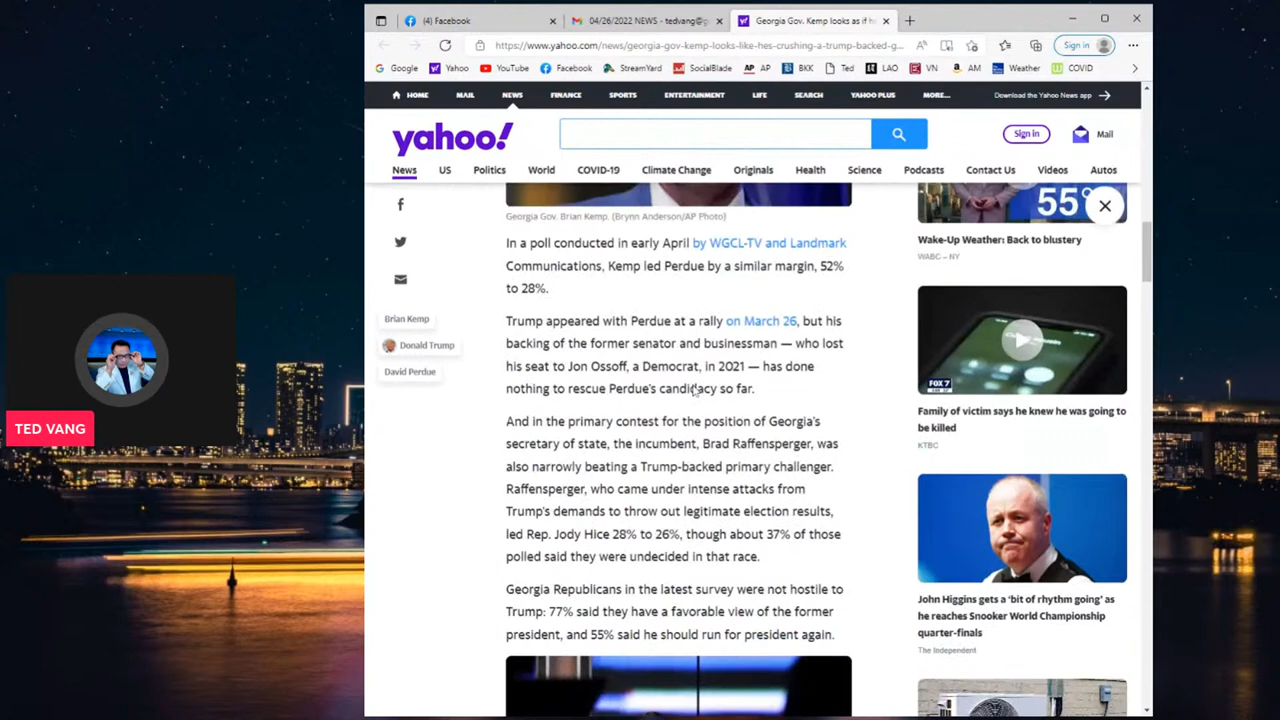 (4) Facebook
04/26/2022 NEWS - tedvang@g
Georgia Gov. Kemp looks as if h
https://www.yahoo.com/news/georgia-gov-kemp-looks-like-hes-crushing-a-trump-backed-g...
Sign in
Google
Yahoo
YouTube
Facebook
StreamYard
SocialBlade
AP AP
BKK
Ted
LAO
VN
AM
Weather
COVID
HOME
MAIL
NEWS
FINANCE
SPORTS
ENTERTAINMENT
LIFE
SEARCH
YAHOO PLUS
MORE...
Download the Yahoo News app
yahoo!
Sign in
Mail
News
US
Politics
World
COVID-19
Climate Change
Originals
Health
Science
Podcasts
Contact Us
Videos
Autos
Georgia Gov. Brian Kemp. (Brynn Anderson/AP Photo)
In a poll conducted in early April by WGCL-TV and Landmark
Communications, Kemp led Perdue by a similar margin, 52%
to 28%.
Trump appeared with Perdue at a rally on March 26, but his
backing of the former senator and businessman — who lost
his seat to Jon Ossoff, a Democrat, in 2021 — has done
nothing to rescue Perdue's candidacy so far.
And in the primary contest for the position of Georgia's
secretary of state, the incumbent, Brad Raffensperger, was
also narrowly beating a Trump-backed primary challenger.
Raffensperger, who came under intense attacks from
Trump's demands to throw out legitimate election results,
led Rep. Jody Hice 28% to 26%, though about 37% of those
polled said they were undecided in that race.
Georgia Republicans in the latest survey were not hostile to
Trump: 77% said they have a favorable view of the former
president, and 55% said he should run for president again.
Brian Kemp
Donald Trump
David Perdue
TED VANG
55°
Wake-Up Weather: Back to blustery
WABC – NY
FOX 7
Family of victim says he knew he was going to
be killed
KTBC
John Higgins gets a 'bit of rhythm going' as
he reaches Snooker World Championship
quarter-finals
The Independent